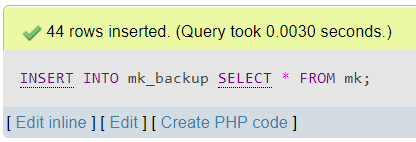 44 rows inserted. (Query took 0.0030 seconds.)
INSERT INTO mk_backup SELECT * FROM mk;
[ Edit inline ] [ Edit ] [ Create PHP code ]